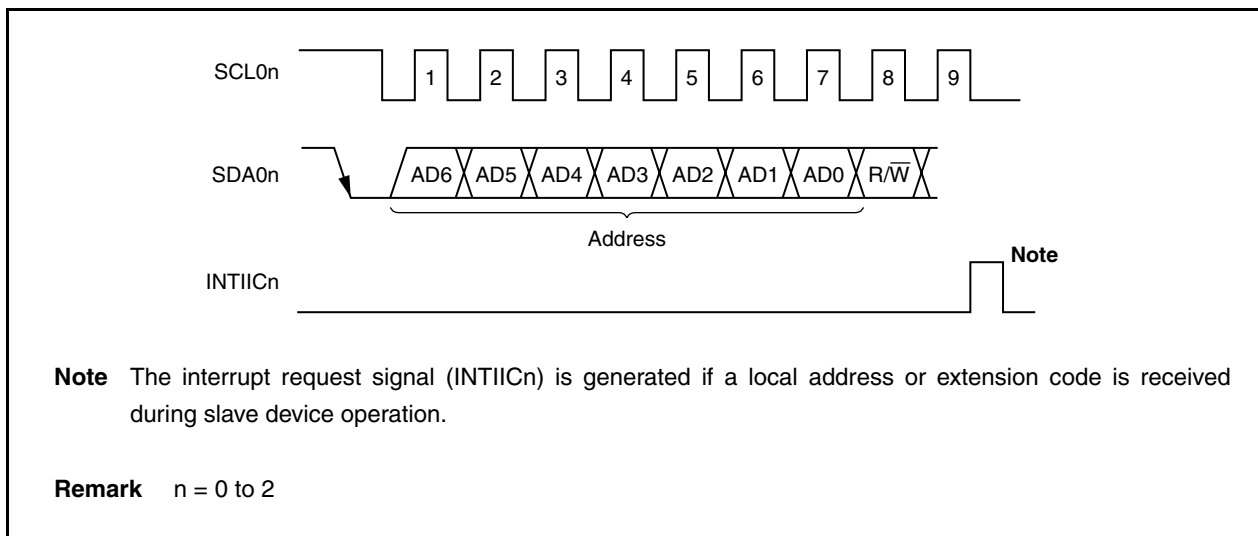 SCL0n
1 2 3 4 5 6 7 8 9
SDA0n
AD6 AD5 AD4 AD3 AD2 AD1 AD0 R/W̅
Address
INTIICn
Note
Note The interrupt request signal (INTIICn) is generated if a local address or extension code is received
during slave device operation.
Remark n = 0 to 2